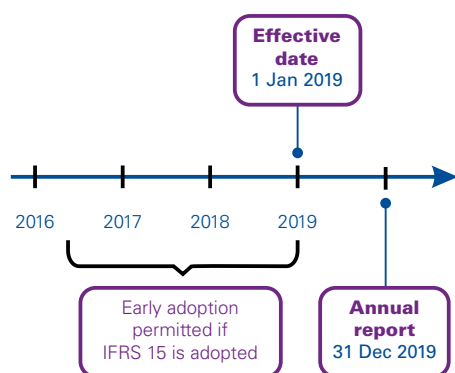 Effective
date
1 Jan 2019
2016
2017
2018
2019
Early adoption
permitted if
IFRS 15 is adopted
Annual
report
31 Dec 2019